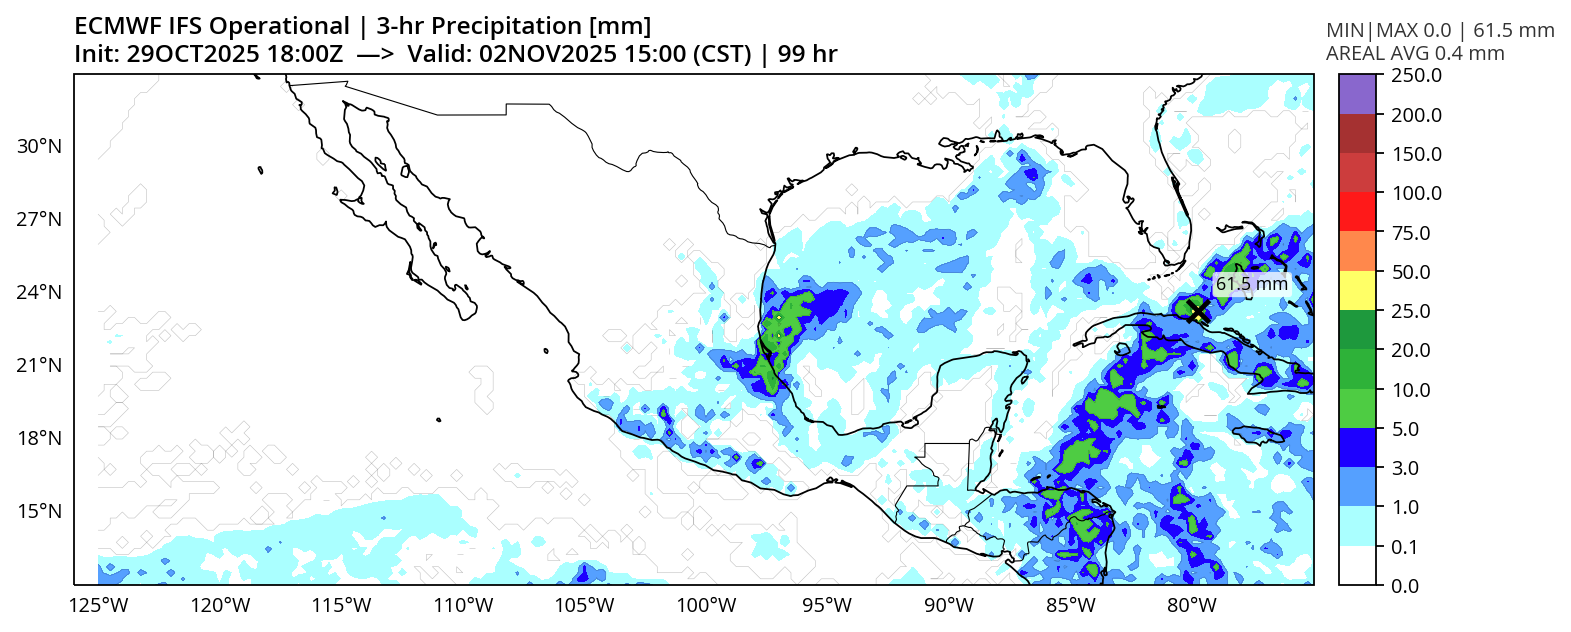 ECMWF IFS Operational | 3-hr Precipitation [mm]
Init: 29OCT2025 18:00Z —> Valid: 02NOV2025 15:00 (CST) | 99 hr
MIN|MAX 0.0 | 61.5 mm
AREAL AVG 0.4 mm
250.0
200.0
150.0
100.0
75.0
50.0
25.0
20.0
10.0
5.0
3.0
1.0
0.1
0.0
30°N
27°N
24°N
21°N
18°N
15°N
61.5 mm
125°W 120°W 115°W 110°W 105°W 100°W 95°W 90°W 85°W 80°W